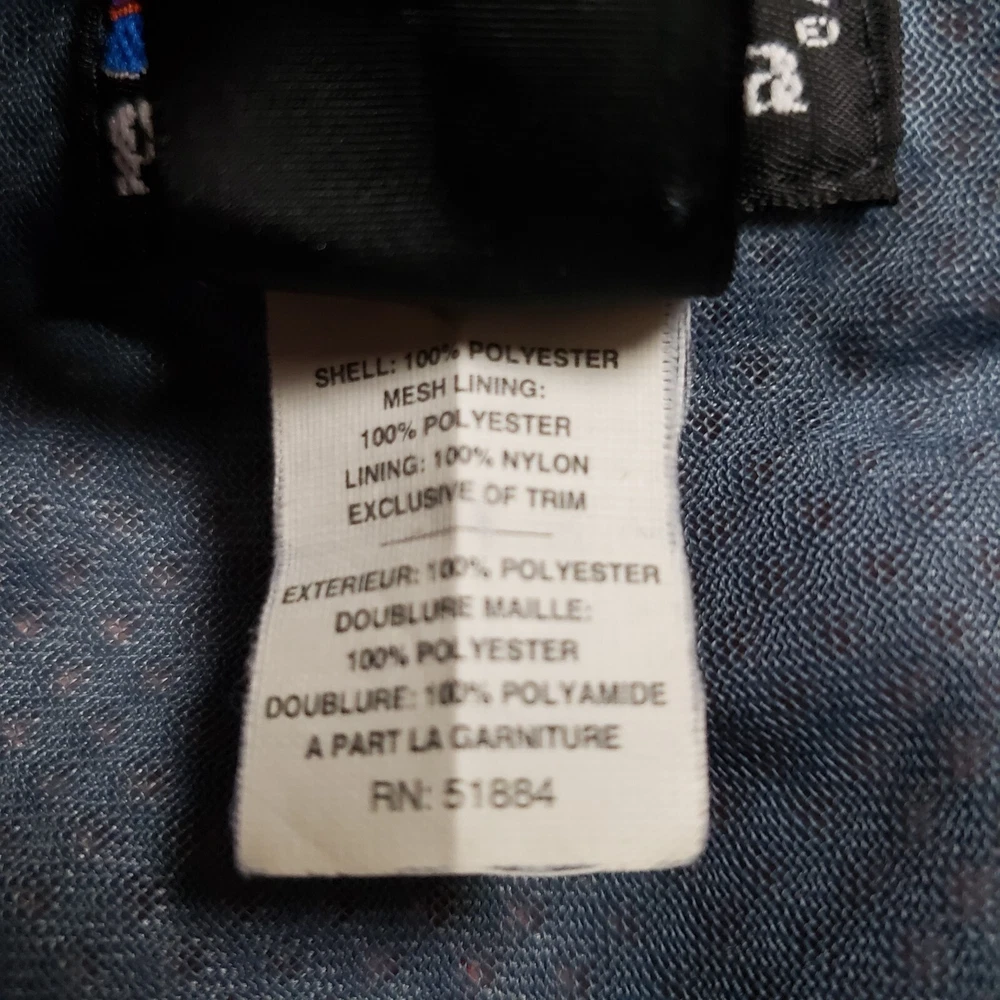 a®
SHELL: 100% POLYESTER
MESH LINING:
100% POLYESTER
LINING: 100% NYLON
EXCLUSIVE OF TRIM
EXTERIEUR: 100% POLYESTER
DOUBLURE MAILLE:
100% POLYESTER
DOUBLURE: 100% POLYAMIDE
A PART LA GARNITURE
RN: 51884